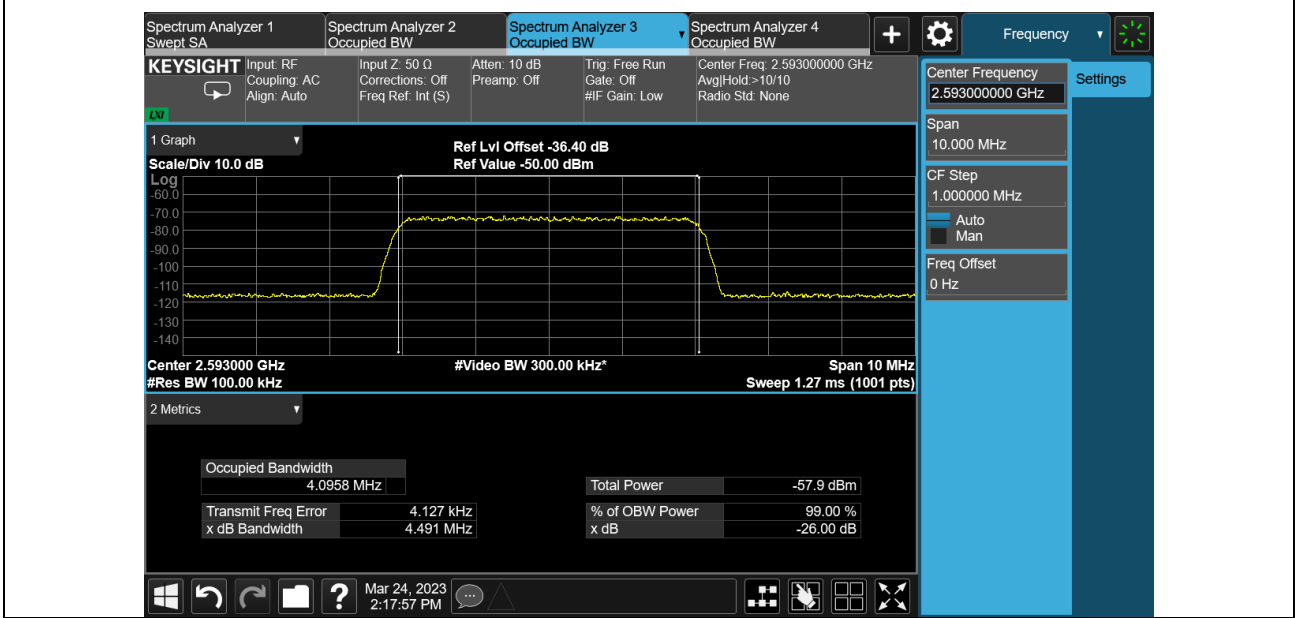 Spectrum Analyzer 1
Swept SA
Spectrum Analyzer 2
Occupied BW
Spectrum Analyzer 3
Occupied BW
Spectrum Analyzer 4
Occupied BW
+
Frequency
KEYSIGHT
LXI
Input: RF
Coupling: AC
Align: Auto
Input Z: 50 Ω
Corrections: Off
Freq Ref: Int (S)
Atten: 10 dB
Preamp: Off
Trig: Free Run
Gate: Off
#IF Gain: Low
Center Freq: 2.593000000 GHz
Avg|Hold:>10/10
Radio Std: None
1 Graph
Scale/Div 10.0 dB
Ref Lvl Offset -36.40 dB
Ref Value -50.00 dBm
Log
-60.0
-70.0
-80.0
-90.0
-100
-110
-120
-130
-140
Center 2.593000 GHz
#Res BW 100.00 kHz
#Video BW 300.00 kHz*
Span 10 MHz
Sweep 1.27 ms (1001 pts)
2 Metrics
Occupied Bandwidth
4.0958 MHz
Transmit Freq Error 4.127 kHz
x dB Bandwidth 4.491 MHz
Total Power -57.9 dBm
% of OBW Power 99.00 %
x dB -26.00 dB
?
Mar 24, 2023
2:17:57 PM
Center Frequency
2.593000000 GHz
Span
10.000 MHz
CF Step
1.000000 MHz
Auto
Man
Freq Offset
0 Hz
Settings